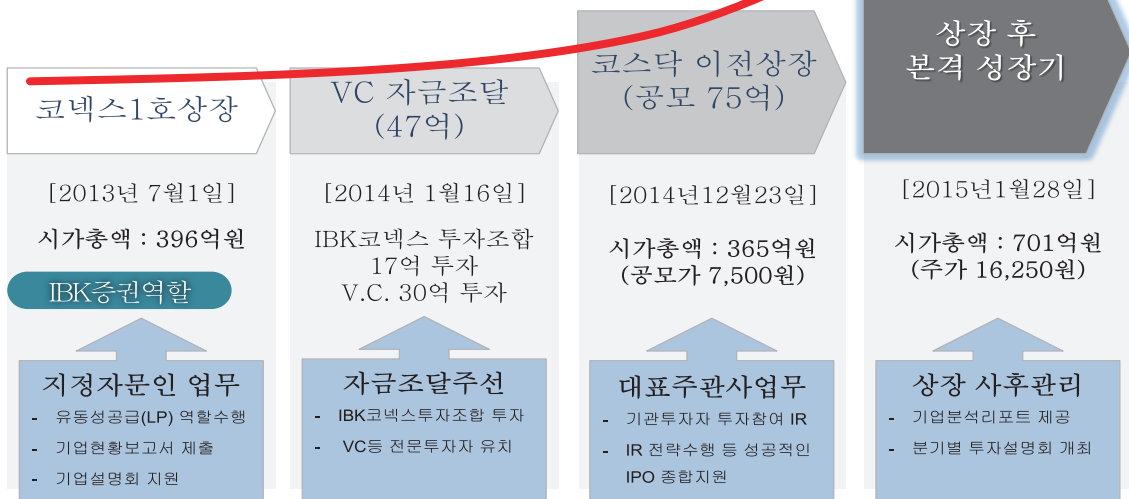 코넥스1호상장
[2013년 7월1일]
시가총액 : 396억원
IBK증권역할
지정자문인 업무
- 유동성공급(LP) 역할수행
- 기업현황보고서 제출
- 기업설명회 지원
VC 자금조달
(47억)
[2014년 1월16일]
IBK코넥스 투자조합
17억 투자
V.C. 30억 투자
자금조달주선
- IBK코넥스투자조합 투자
- VC등 전문투자자 유치
코스닥 이전상장
(공모 75억)
[2014년12월23일]
시가총액 : 365억원
(공모가 7,500원)
대표주관사업무
- 기관투자자 투자참여 IR
- IR 전략수행 등 성공적인
IPO 종합지원
상장 후
본격 성장기
[2015년1월28일]
시가총액 : 701억원
(주가 16,250원)
상장 사후관리
- 기업분석리포트 제공
- 분기별 투자설명회 개최